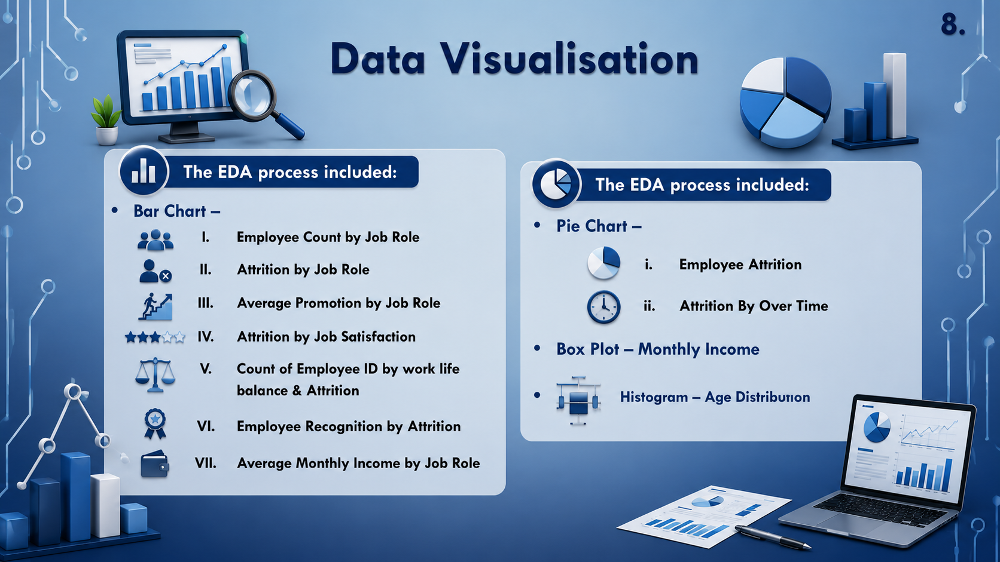 8.
Data Visualisation
The EDA process included:
• Bar Chart –
I. Employee Count by Job Role
II. Attrition by Job Role
III. Average Promotion by Job Role
IV. Attrition by Job Satisfaction
V. Count of Employee ID by work life
balance & Attrition
VI. Employee Recognition by Attrition
VII. Average Monthly Income by Job Role
The EDA process included:
• Pie Chart –
i. Employee Attrition
ii. Attrition By Over Time
• Box Plot – Monthly Income
• Histogram – Age Distribution